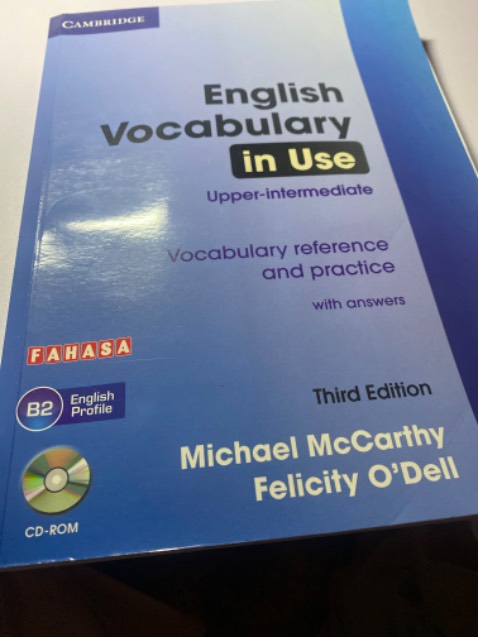 CAMBRIDGE
English
Vocabulary
in Use
Upper-intermediate
Vocabulary reference
and practice
with answers
FAHASA
B2 English
Profile
Third Edition
Michael McCarthy
Felicity O'Dell
CD-ROM